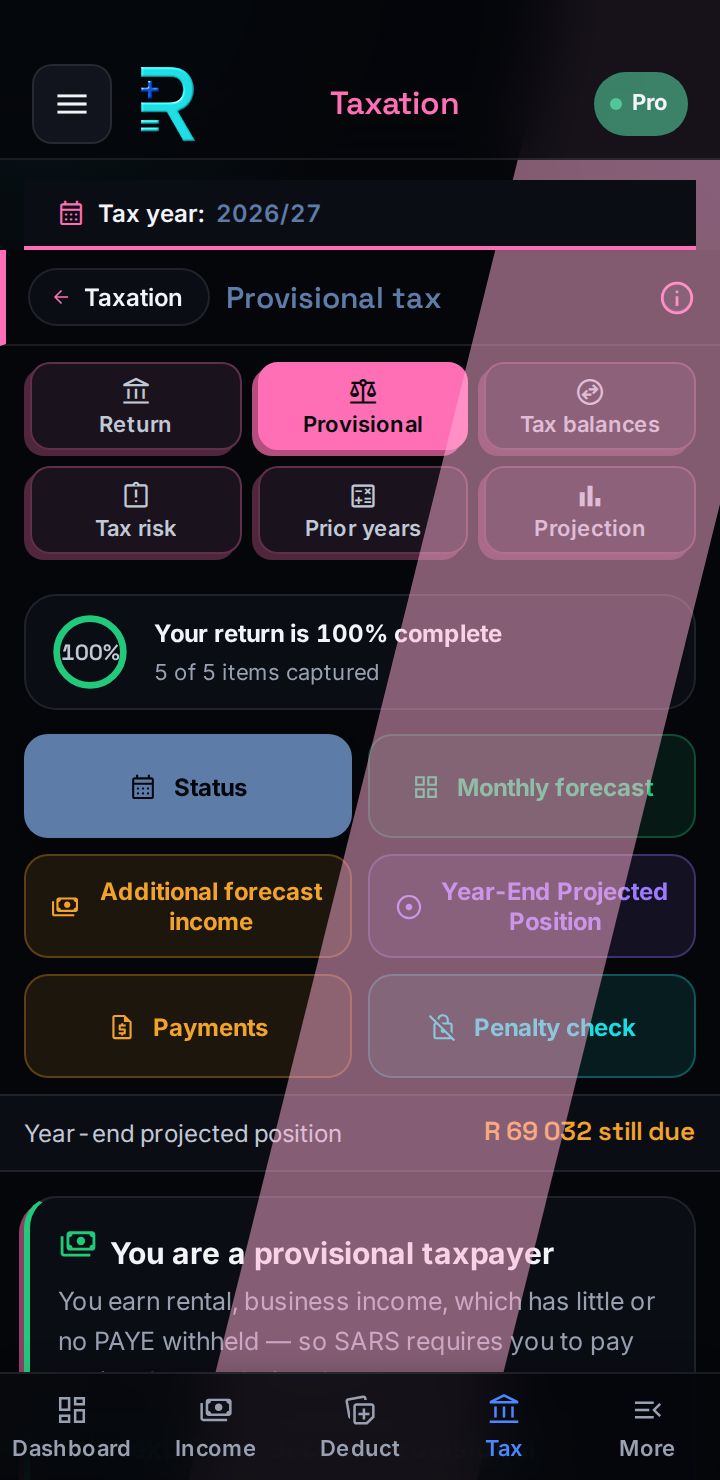 Taxation
Pro
Tax year: 2026/27
Taxation
Provisional tax
Return
Provisional
Tax balances
Tax risk
Prior years
Projection
100%
Your return is 100% complete
5 of 5 items captured
Status
Monthly forecast
Additional forecast
income
Year-End Projected
Position
Payments
Penalty check
Year-end projected position
R 69 032 still due
You are a provisional taxpayer
You earn rental, business income, which has little or
no PAYE withheld — so SARS requires you to pay
Dashboard
Income
Deduct
Tax
More